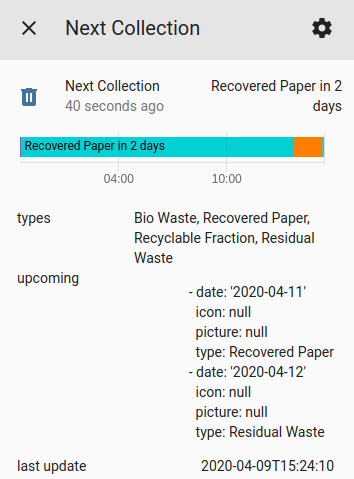 Next Collection
Next Collection
Recovered Paper in 2
days
40 seconds ago
Recovered Paper in 2 days
04:00
10:00
types
Bio Waste, Recovered Paper,
Recyclable Fraction, Residual
Waste
upcoming
- date: '2020-04-11'
icon: null
picture: null
type: Recovered Paper
- date: '2020-04-12'
icon: null
picture: null
type: Residual Waste
last update
2020-04-09T15:24:10